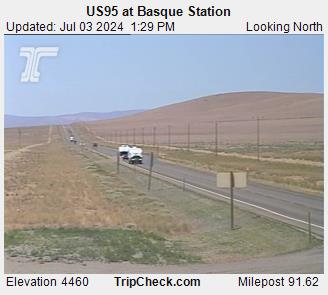 US95 at Basque Station
Updated: Jul 03 2024 1:29 PM
Looking North
Elevation 4460
TripCheck.com
Milepost 91.62